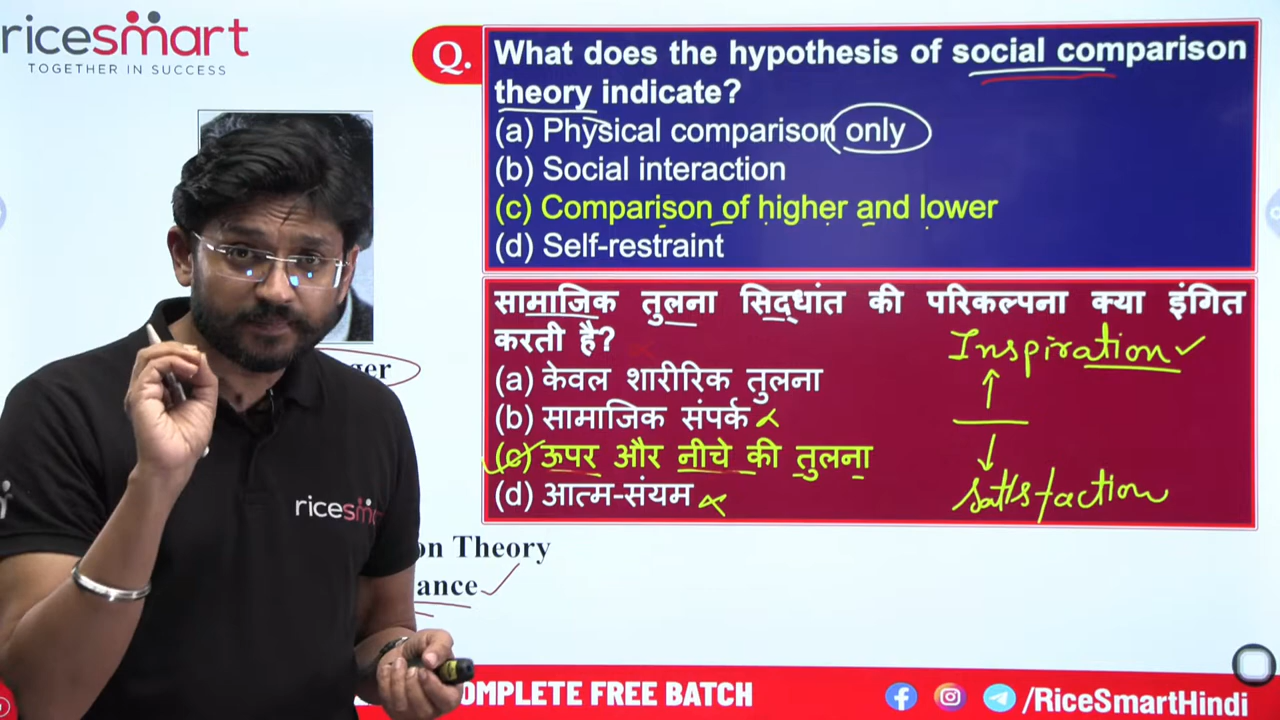 ricesmart
TOGETHER IN SUCCESS
Q. What does the hypothesis of social comparison
theory indicate?
(a) Physical comparison only
(b) Social interaction
(c) Comparison of higher and lower
(d) Self-restraint
सामाजिक तुलना सिद्धांत की परिकल्पना क्या इंगित
करती है?
(a) केवल शारीरिक तुलना
(b) सामाजिक संपर्क
(c) ऊपर और नीचे की तुलना
(d) आत्म-संयम
Inspiration
Satisfaction
ger
ricesm
on Theory
ance
OMPLETE FREE BATCH
/RiceSmartHindi